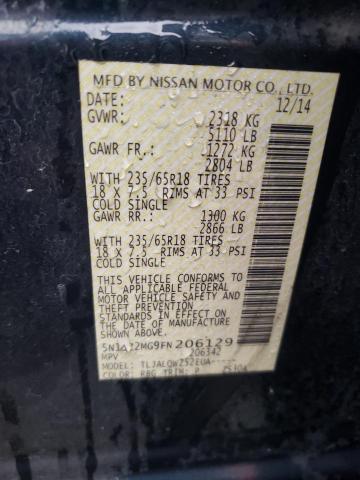 MFD BY NISSAN MOTOR CO., LTD.
DATE: 12/14
GVWR: 2318 KG
5110 LB
GAWR FR.: 1272 KG
2804 LB
WITH 235/65R18 TIRES
18 X 7.5 RIMS AT 33 PSI
COLD SINGLE
GAWR RR.: 1300 KG
2866 LB
WITH 235/65R18 TIRES
18 X 7.5 RIMS AT 33 PSI
COLD SINGLE
THIS VEHICLE CONFORMS TO
ALL APPLICABLE FEDERAL
MOTOR VEHICLE SAFETY
AND THEFT PREVENTION
STANDARDS IN EFFECT ON
THE DATE OF MANUFACTURE
SHOWN ABOVE.
206129
MPV 206342
MODEL:
COLOR: TRIM: